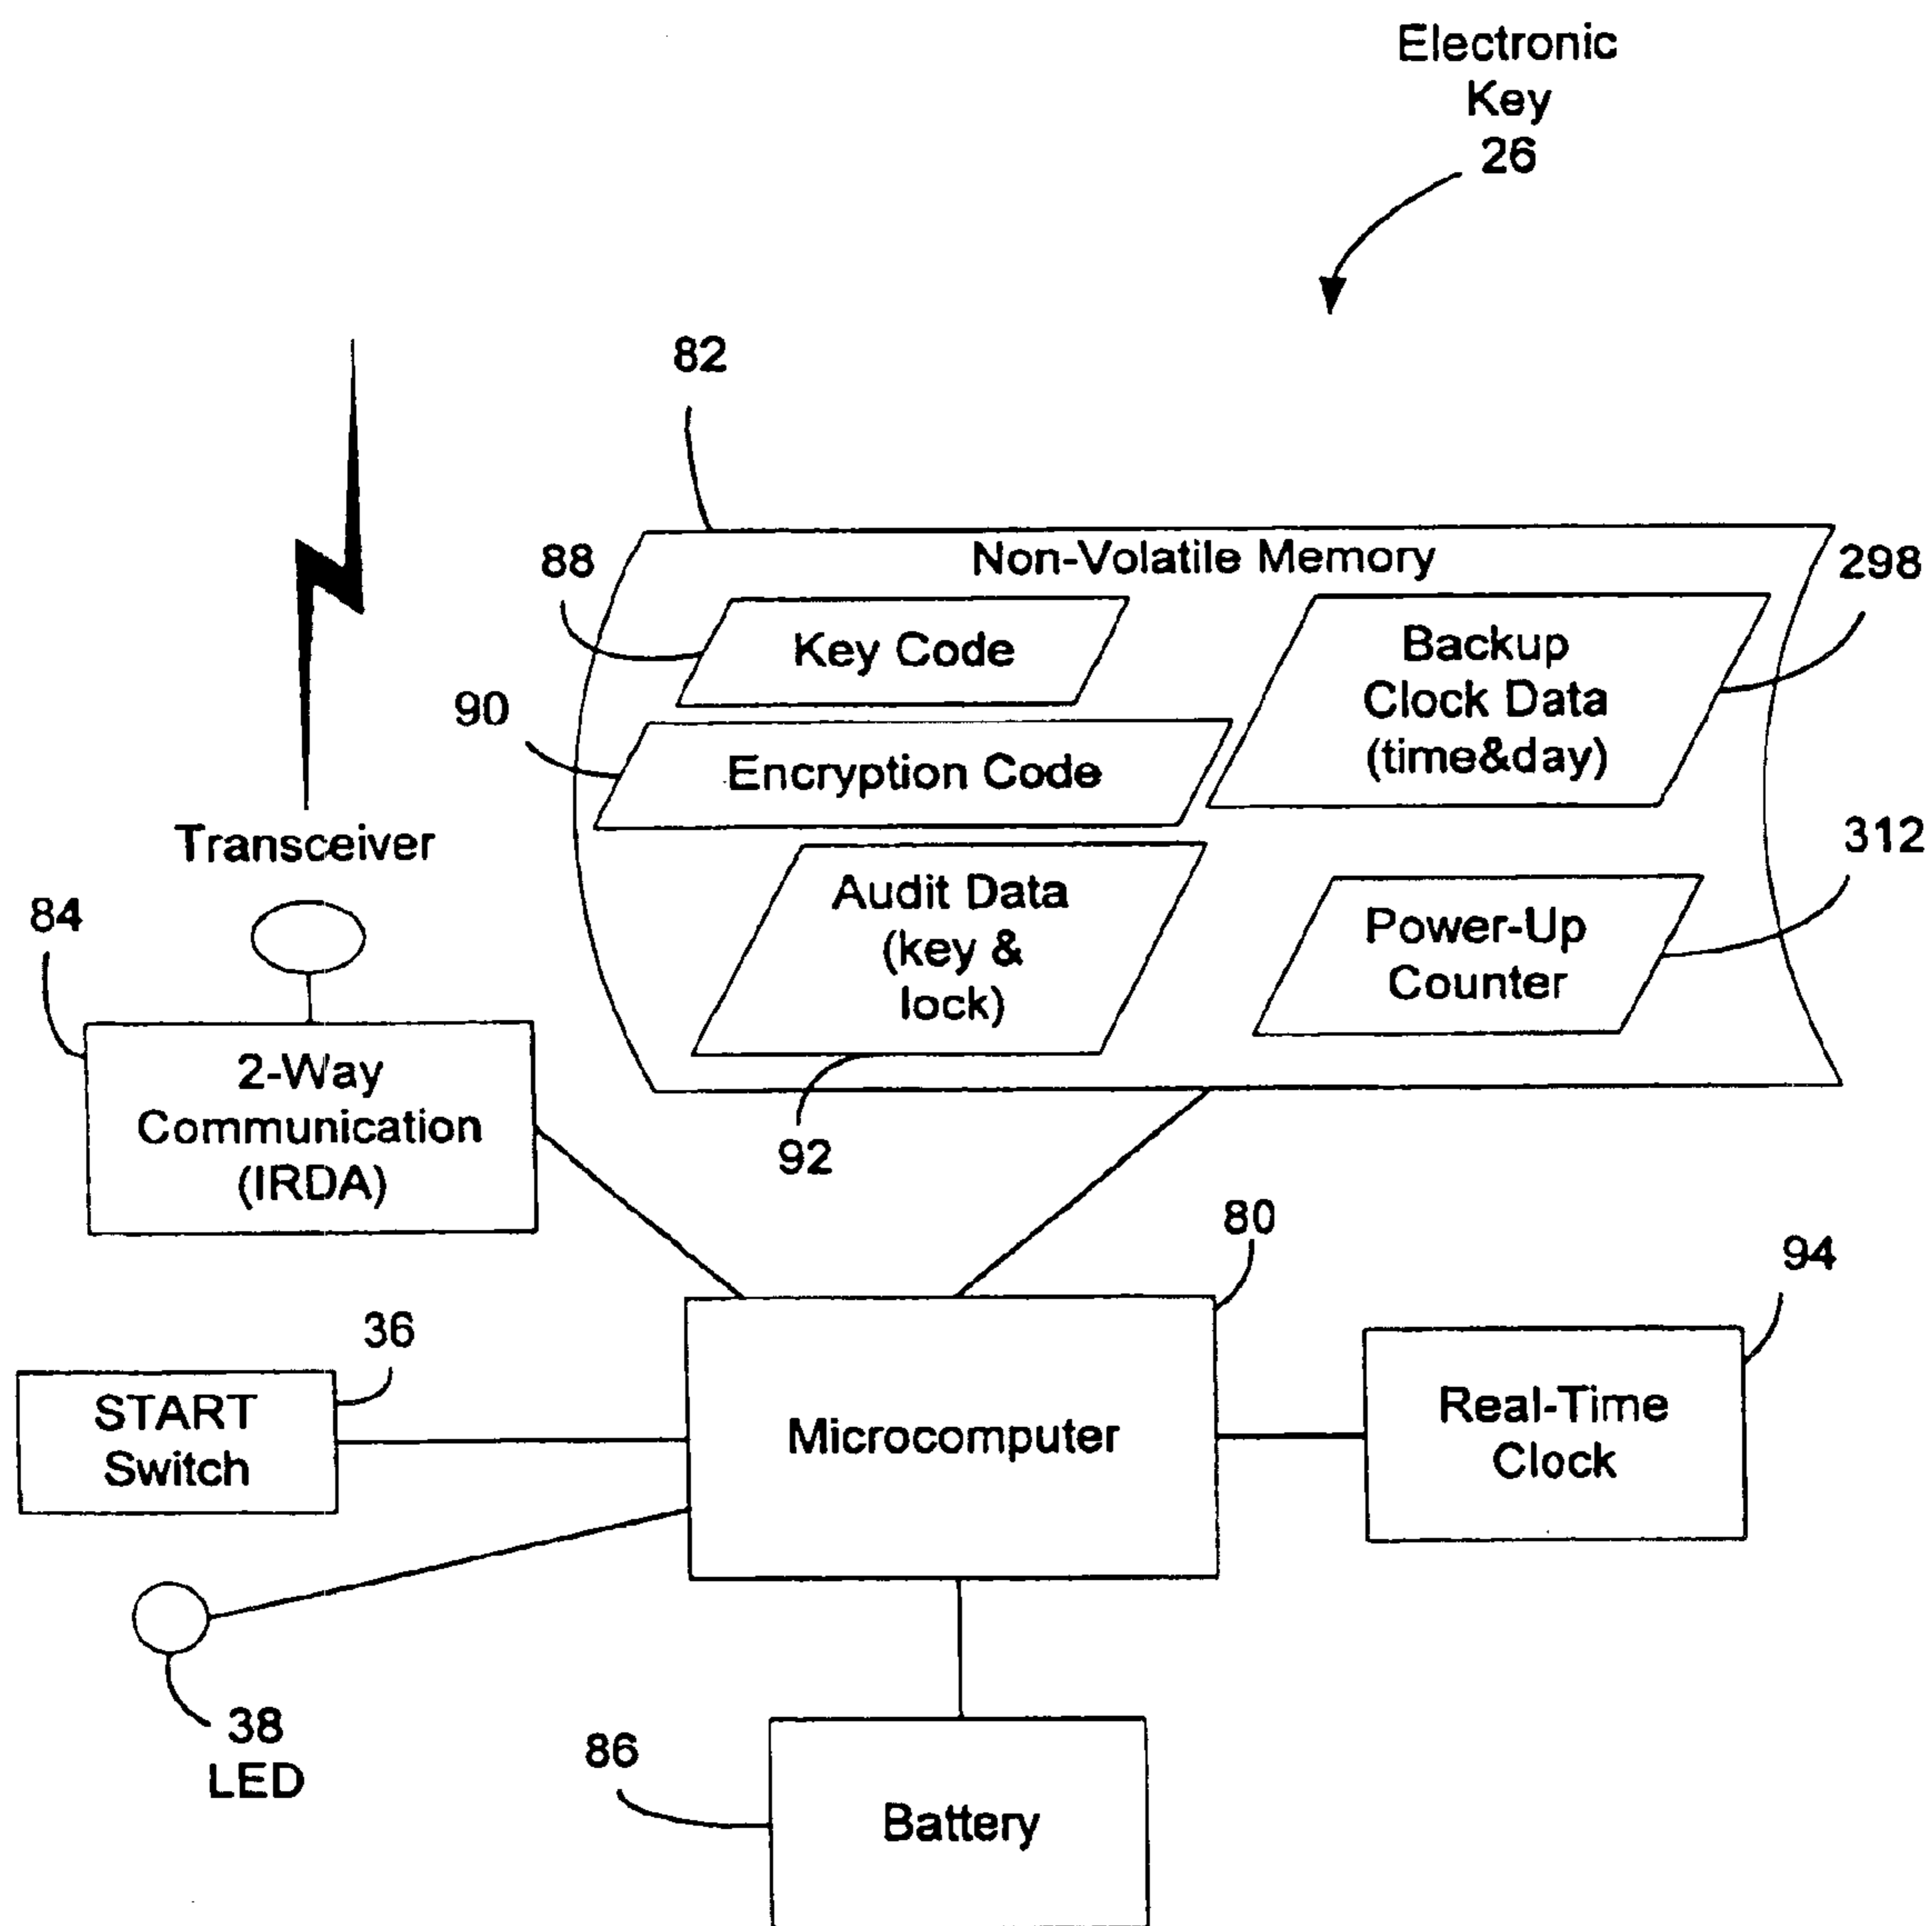 Electronic
Key
26
82
Non-Volatile Memory
88
298
Key Code
Backup
Clock Data
(time&day)
90
Encryption Code
Transceiver
312
Audit Data
(key &
lock)
Power-Up
Counter
84
2-Way
Communication
(IRDA)
92
80
94
36
START
Switch
Microcomputer
Real-Time
Clock
38
LED
86
Battery